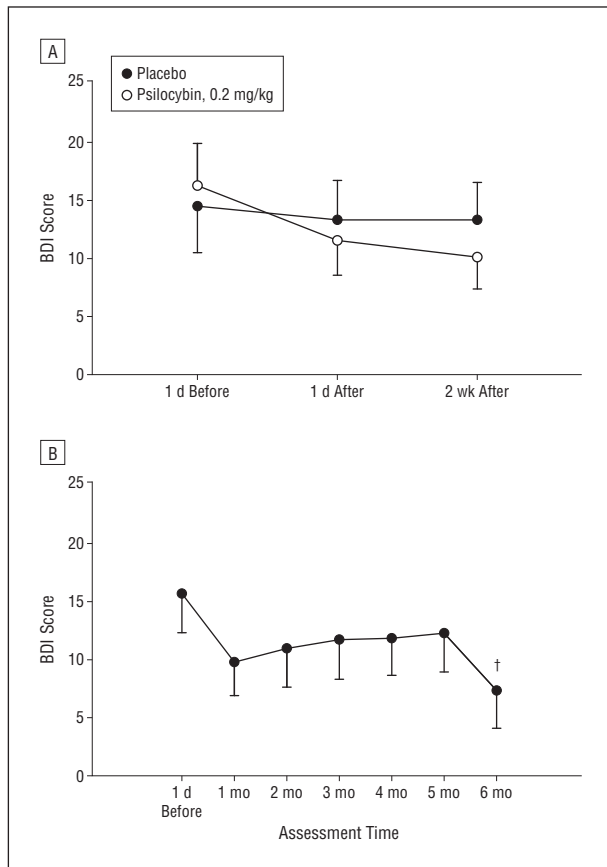 A
Placebo
Psilocybin, 0.2 mg/kg
25
20
15
10
5
0
BDI Score
1 d Before
1 d After
2 wk After
B
25
20
15
10
5
0
BDI Score
†
1 d
Before
1 mo
2 mo
3 mo
4 mo
5 mo
6 mo
Assessment Time